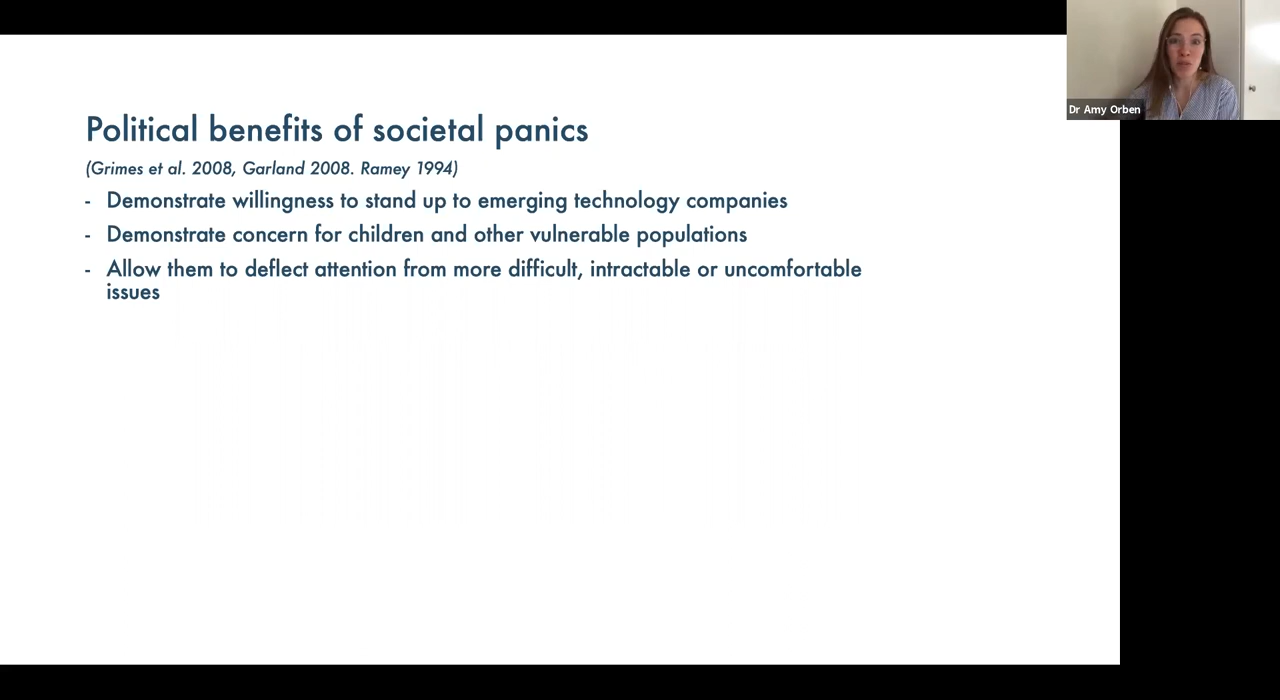 Political benefits of societal panics
(Grimes et al. 2008, Garland 2008. Ramey 1994)
- Demonstrate willingness to stand up to emerging technology companies
- Demonstrate concern for children and other vulnerable populations
- Allow them to deflect attention from more difficult, intractable or uncomfortable
issues
Dr Amy Orben